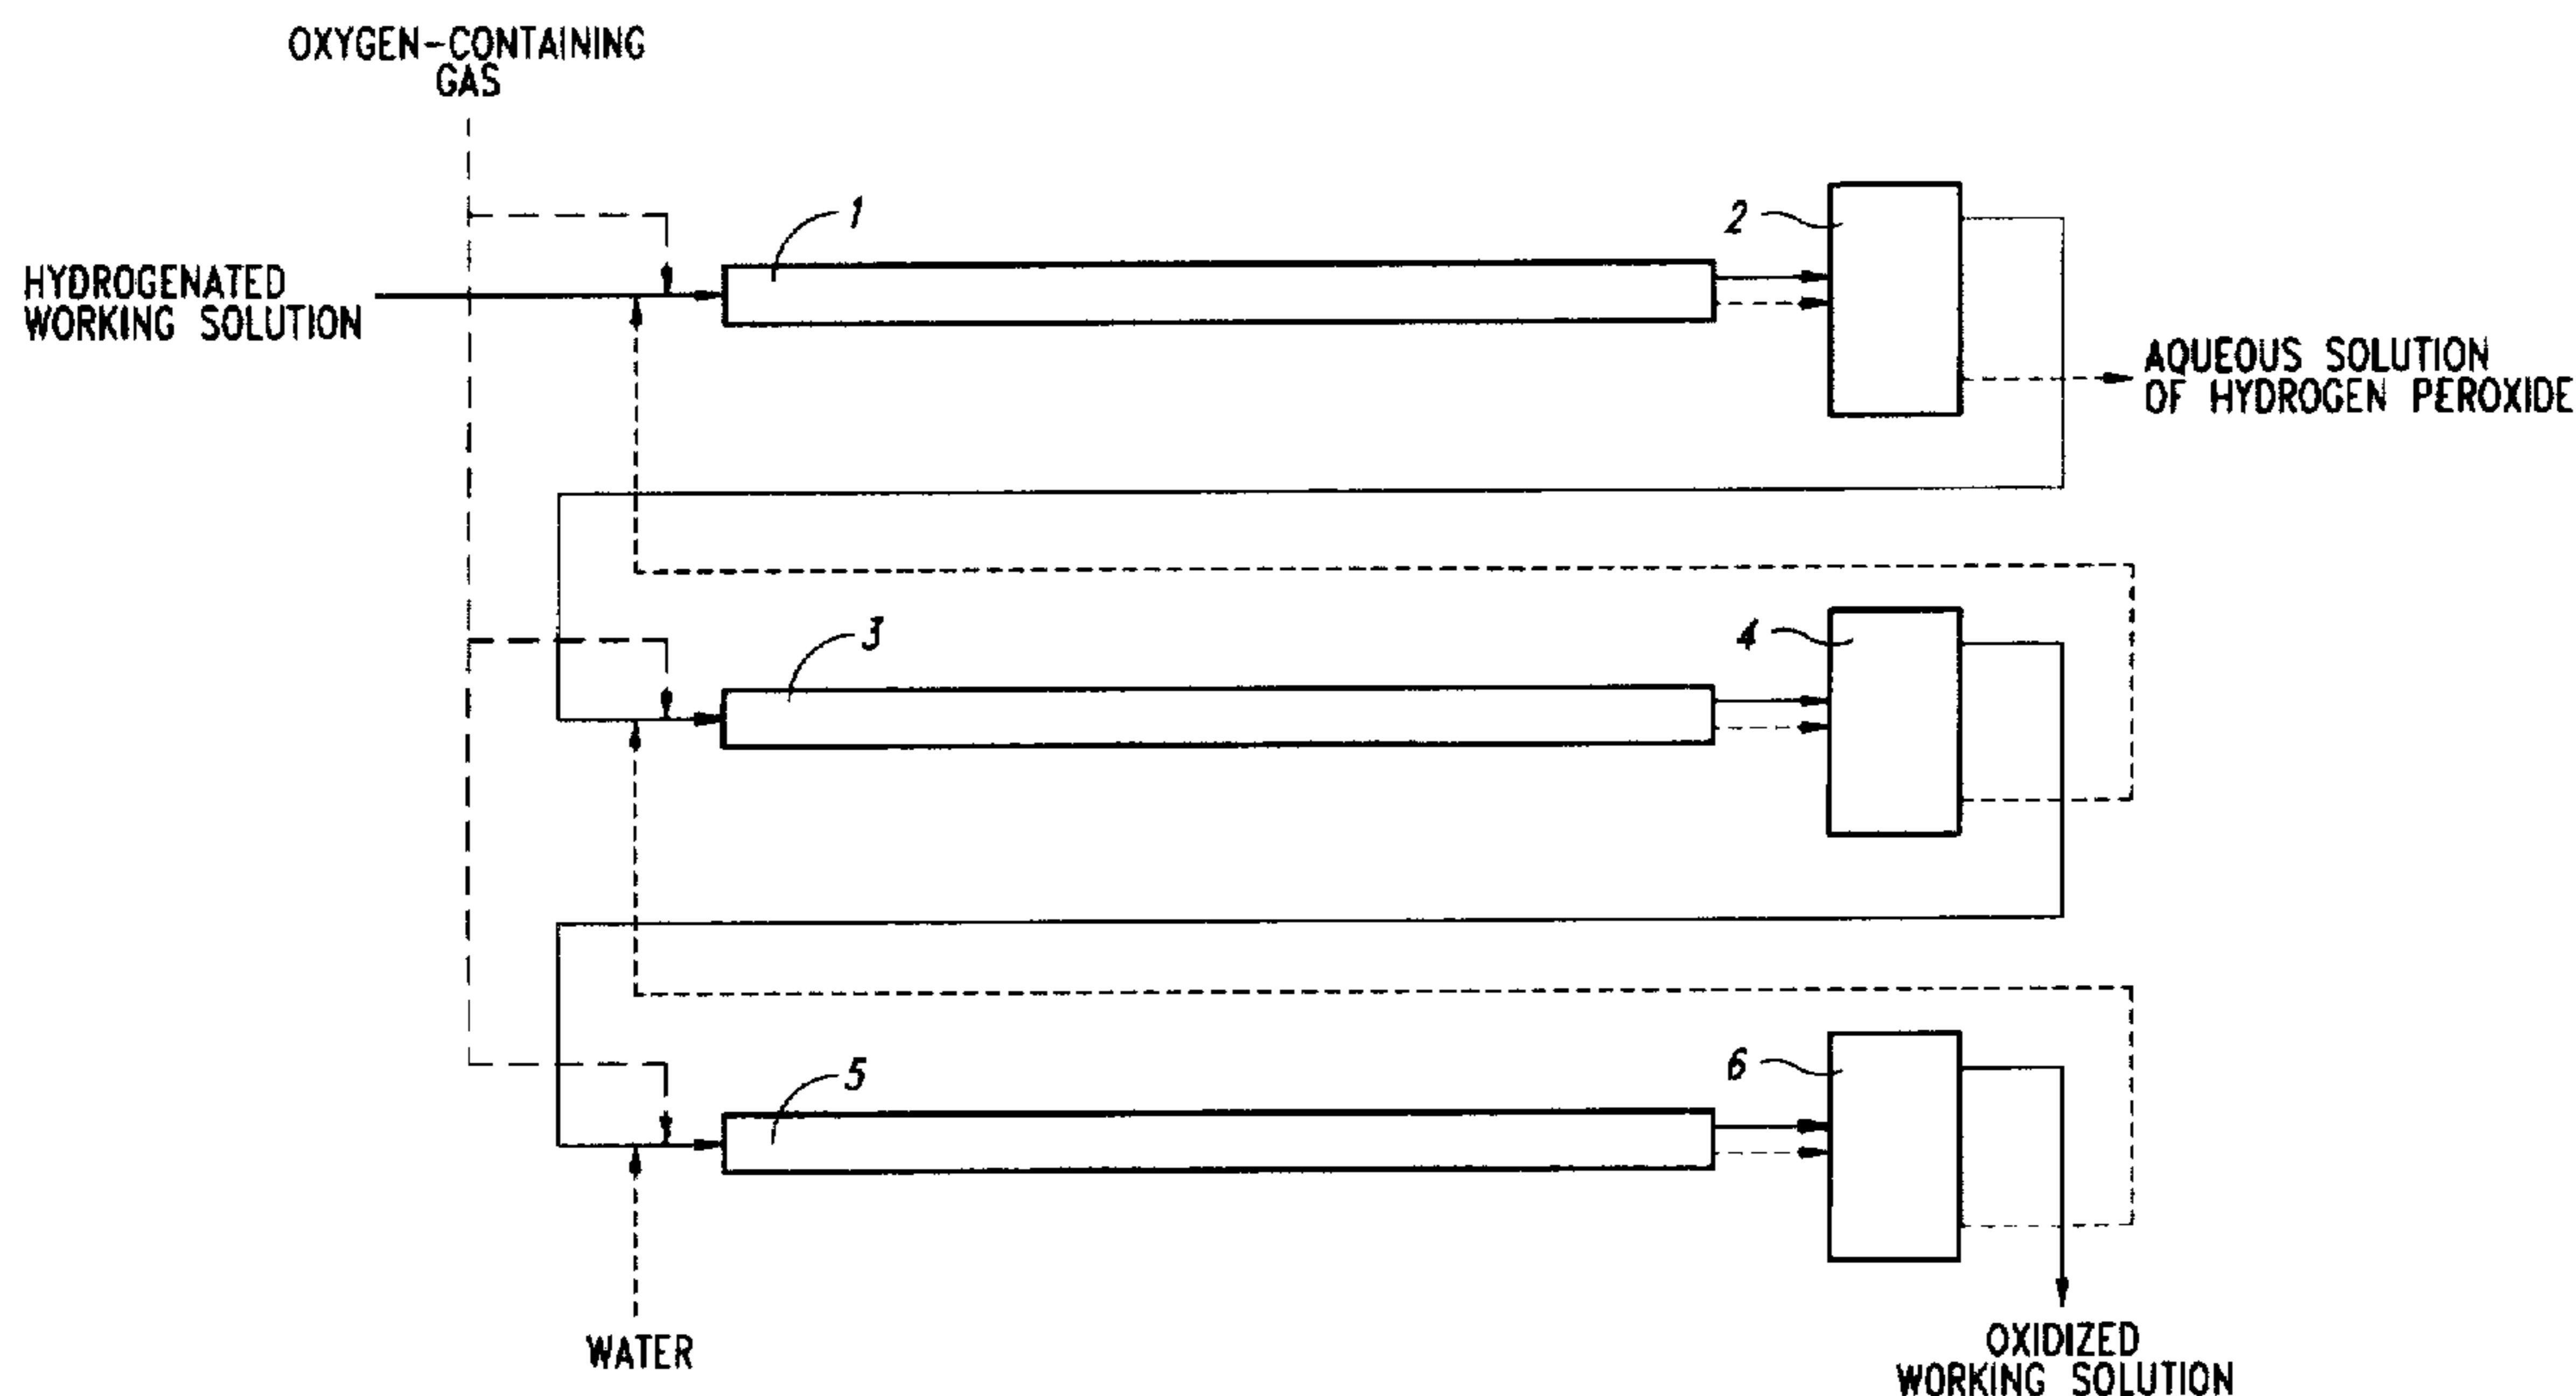 OXYGEN-CONTAINING
GAS
1
2
HYDROGENATED
WORKING SOLUTION
AQUEOUS SOLUTION
OF HYDROGEN PEROXIDE
3
4
5
6
WATER
OXIDIZED
WORKING SOLUTION